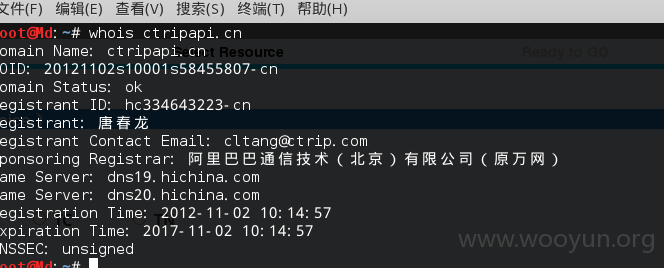 文件(F) 编辑(E) 查看(V) 搜索(S) 终端(T) 帮助(H)
oot@Md:~# whois ctripapi.cn
omain Name: ctripapi.cn
OID: 20121102s10001s58455807-cn
omain Status: ok
egistrant ID: hc334643223-cn
egistrant: 唐春龙
egistrant Contact Email: cltang@ctrip.com
ponsoring Registrar: 阿里巴巴通信技术（北京）有限公司（原万网）
ame Server: dns19.hichina.com
ame Server: dns20.hichina.com
egistration Time: 2012-11-02 10:14:57
xpiration Time: 2017-11-02 10:14:57
NSSEC: unsigned
oot@Md:~#
Select Resource
Ready to GO
www.wooyun.org